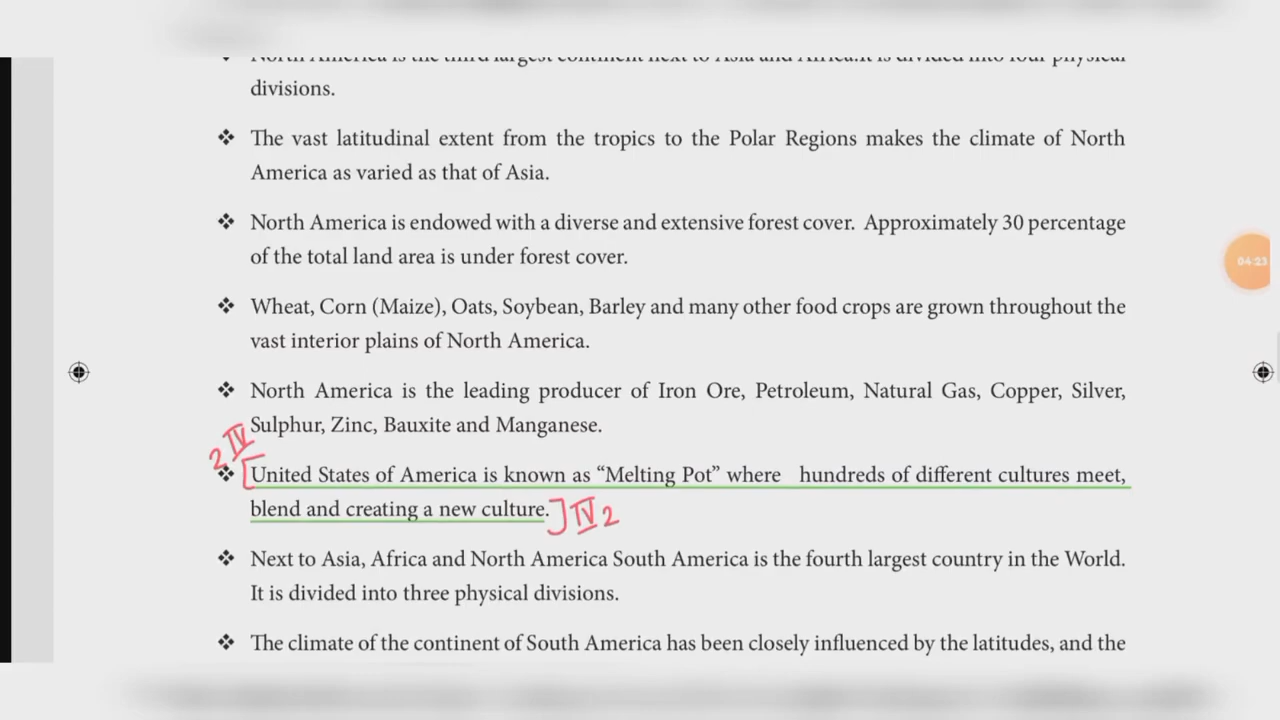 North America is the third largest continent next to Asia and Africa.It is divided into four physical
divisions.
❖ The vast latitudinal extent from the tropics to the Polar Regions makes the climate of North
America as varied as that of Asia.
❖ North America is endowed with a diverse and extensive forest cover. Approximately 30 percentage
of the total land area is under forest cover.
04:23
❖ Wheat, Corn (Maize), Oats, Soybean, Barley and many other food crops are grown throughout the
vast interior plains of North America.
❖ North America is the leading producer of Iron Ore, Petroleum, Natural Gas, Copper, Silver,
Sulphur, Zinc, Bauxite and Manganese.
2 IV
❖ [United States of America is known as “Melting Pot” where hundreds of different cultures meet,
blend and creating a new culture.] IV 2
❖ Next to Asia, Africa and North America South America is the fourth largest country in the World.
It is divided into three physical divisions.
❖ The climate of the continent of South America has been closely influenced by the latitudes, and the